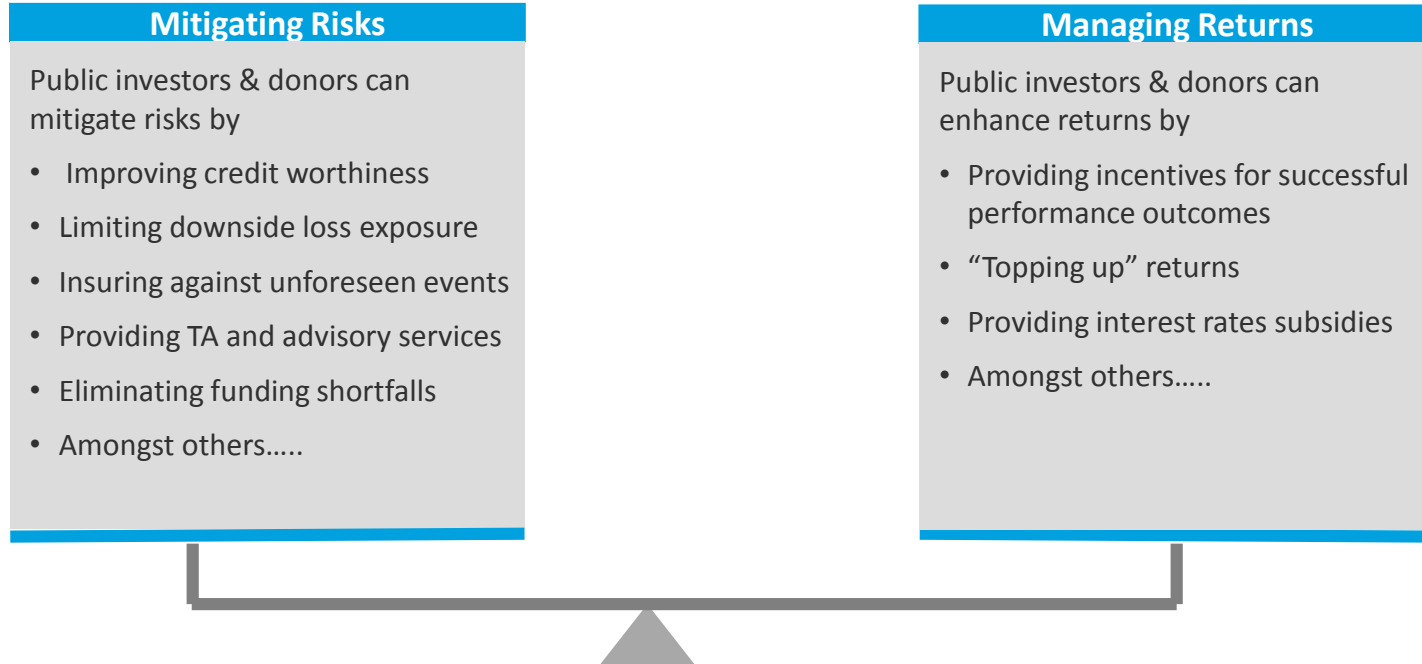 Mitigating Risks
Public investors & donors can
mitigate risks by
• Improving credit worthiness
• Limiting downside loss exposure
• Insuring against unforeseen events
• Providing TA and advisory services
• Eliminating funding shortfalls
• Amongst others.....
Managing Returns
Public investors & donors can
enhance returns by
• Providing incentives for successful
performance outcomes
• “Topping up” returns
• Providing interest rates subsidies
• Amongst others.....